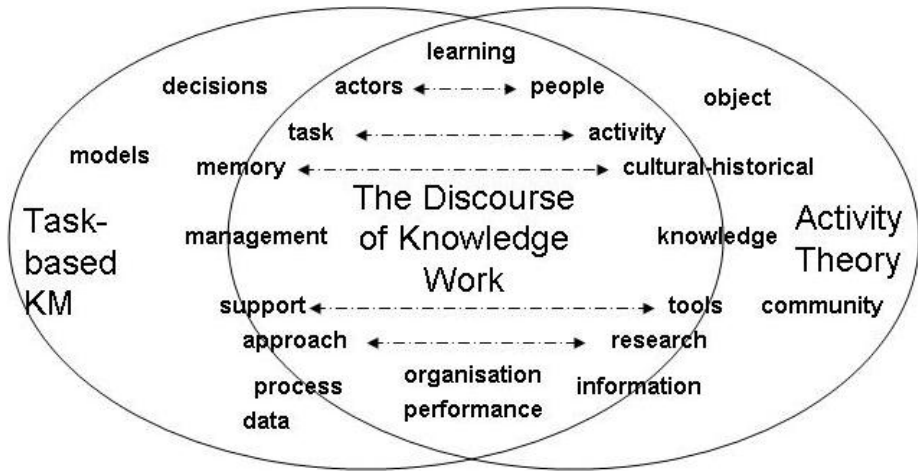 learning
decisions actors people
object
task activity
models
memory cultural-historical
The Discourse
of Knowledge
Work
Task-
based
KM
management knowledge
Activity
Theory
support tools community
approach research
process organisation information
data performance